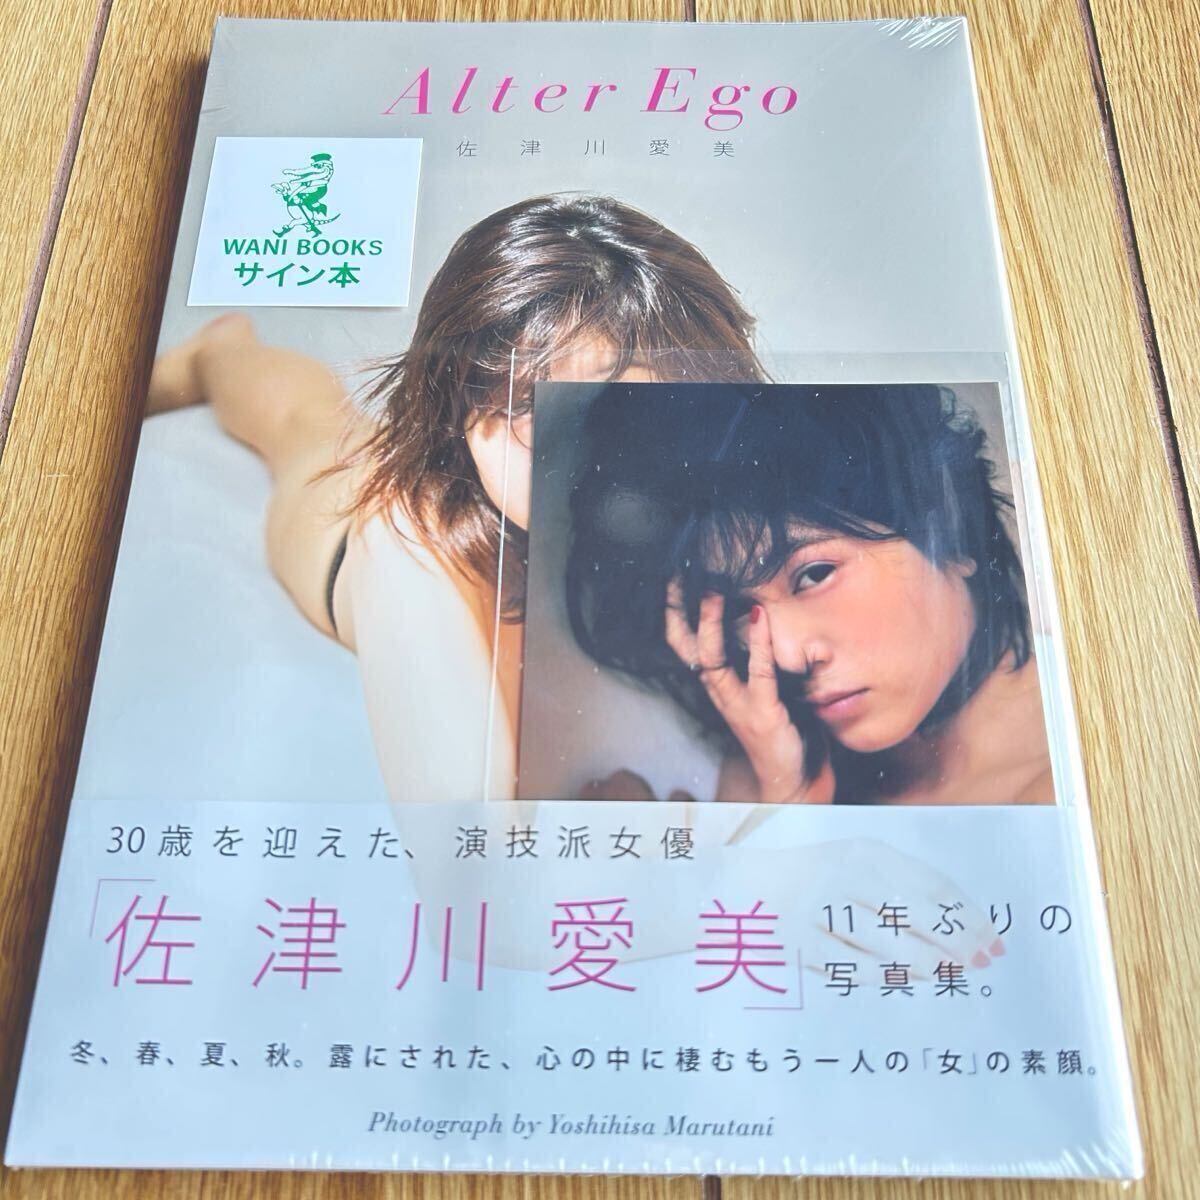 Alter Ego
佐津川愛美
WANI BOOKS
サイン本
30歳を迎えた、演技派女優
「佐津川愛美」
11年ぶりの
写真集。
冬、春、夏、秋。露にされた、心の中に棲むもう一人の「女」の素顔。
Photograph by Yoshihisa Marutani